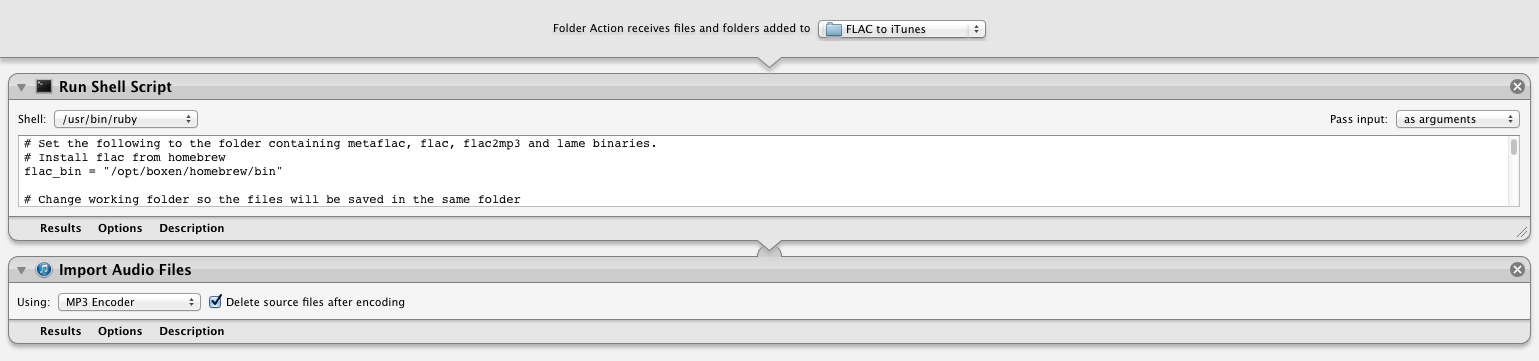 Folder Action receives files and folders added to FLAC to iTunes
Run Shell Script
Shell: /usr/bin/ruby Pass input: as arguments
# Set the following to the folder containing metaflac, flac, flac2mp3 and lame binaries.
# Install flac from homebrew
flac_bin = "/opt/boxen/homebrew/bin"
# Change working folder so the files will be saved in the same folder
Results Options Description
Import Audio Files
Using: MP3 Encoder Delete source files after encoding
Results Options Description